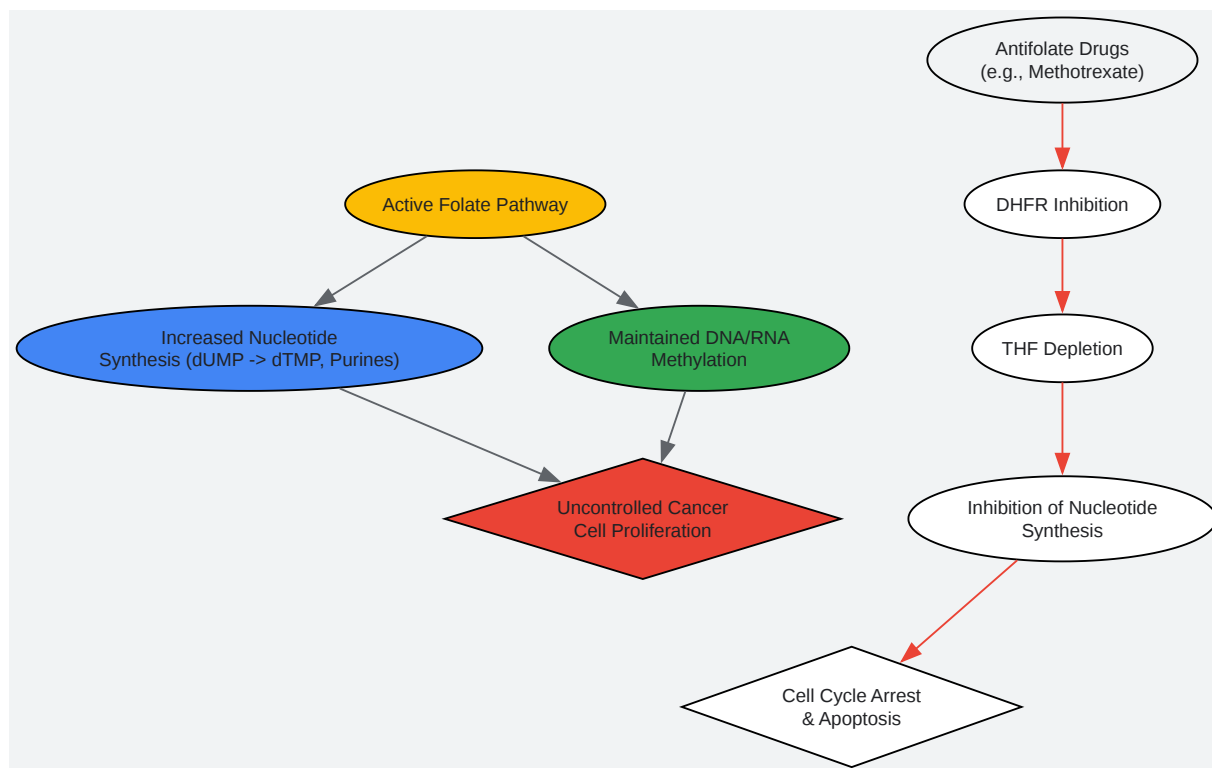 Antifolate Drugs
(e.g., Methotrexate)
Active Folate Pathway
DHFR Inhibition
Increased Nucleotide
Synthesis (dUMP -> dTMP, Purines)
Maintained DNA/RNA
Methylation
THF Depletion
Uncontrolled Cancer
Cell Proliferation
Inhibition of Nucleotide
Synthesis
Cell Cycle Arrest
& Apoptosis